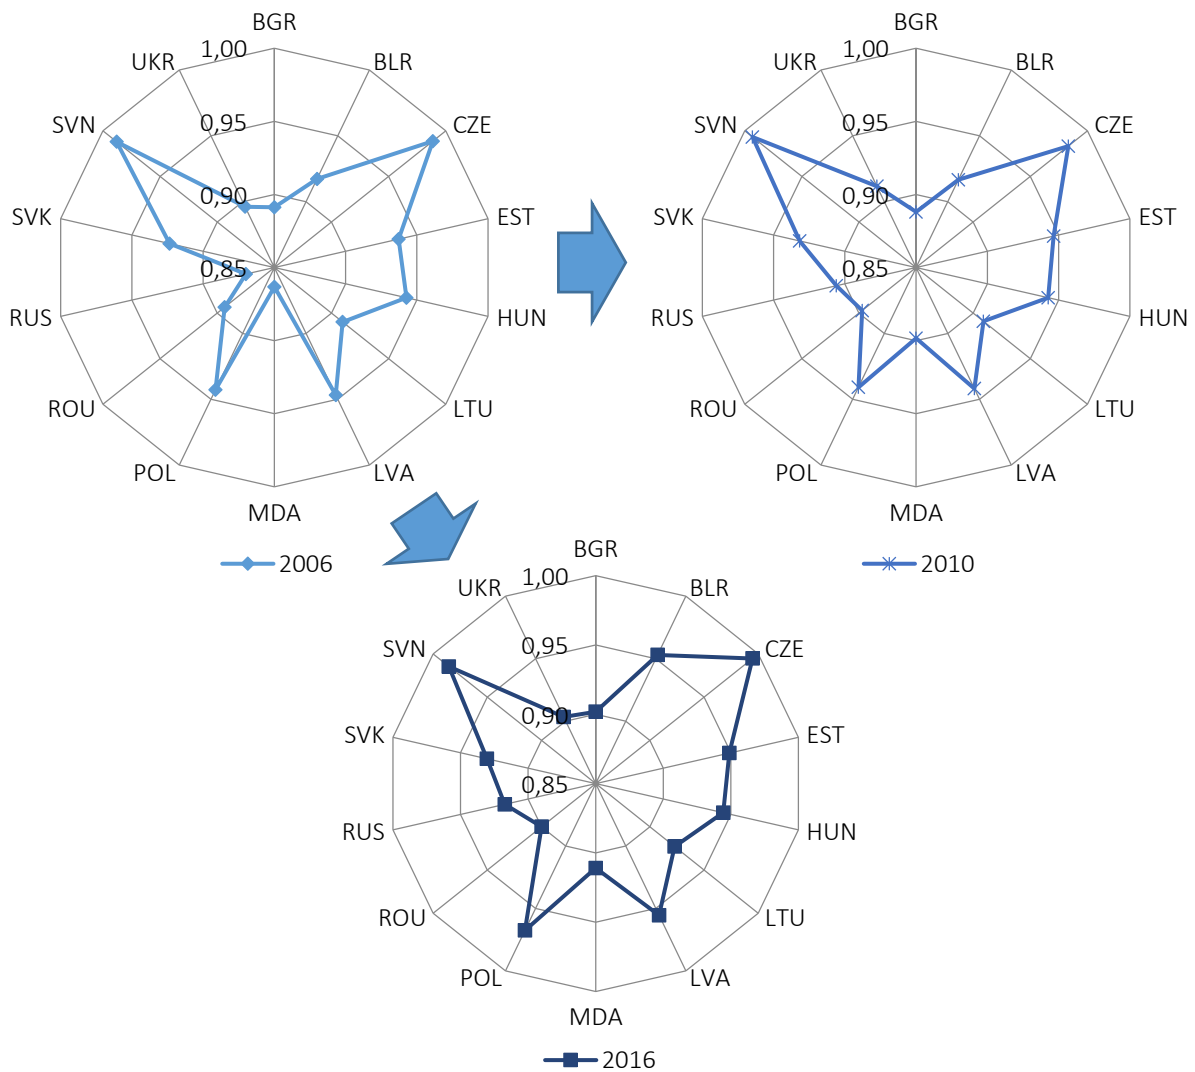 BGR
1,00
UKR
BLR
0,95
SVN
CZE
0,90
SVK
EST
0,85
RUS
HUN
ROU
LTU
POL
LVA
MDA
2006
BGR
1,00
UKR
BLR
0,95
SVN
CZE
0,90
SVK
EST
0,85
RUS
HUN
ROU
LTU
POL
LVA
MDA
2010
BGR
1,00
UKR
BLR
0,95
SVN
CZE
0,90
SVK
EST
0,85
RUS
HUN
ROU
LTU
POL
LVA
MDA
2016